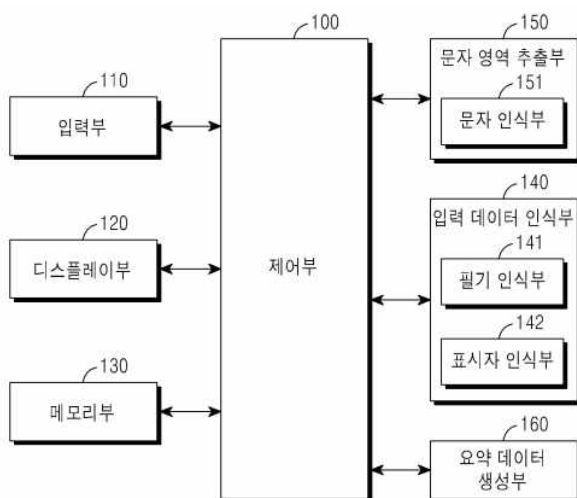 100
150
문자 영역 추출부
151
문자 인식부
110
입력부
140
입력 데이터 인식부
141
필기 인식부
142
표시자 인식부
120
디스플레이부
제어부
130
메모리부
160
요약 데이터
생성부